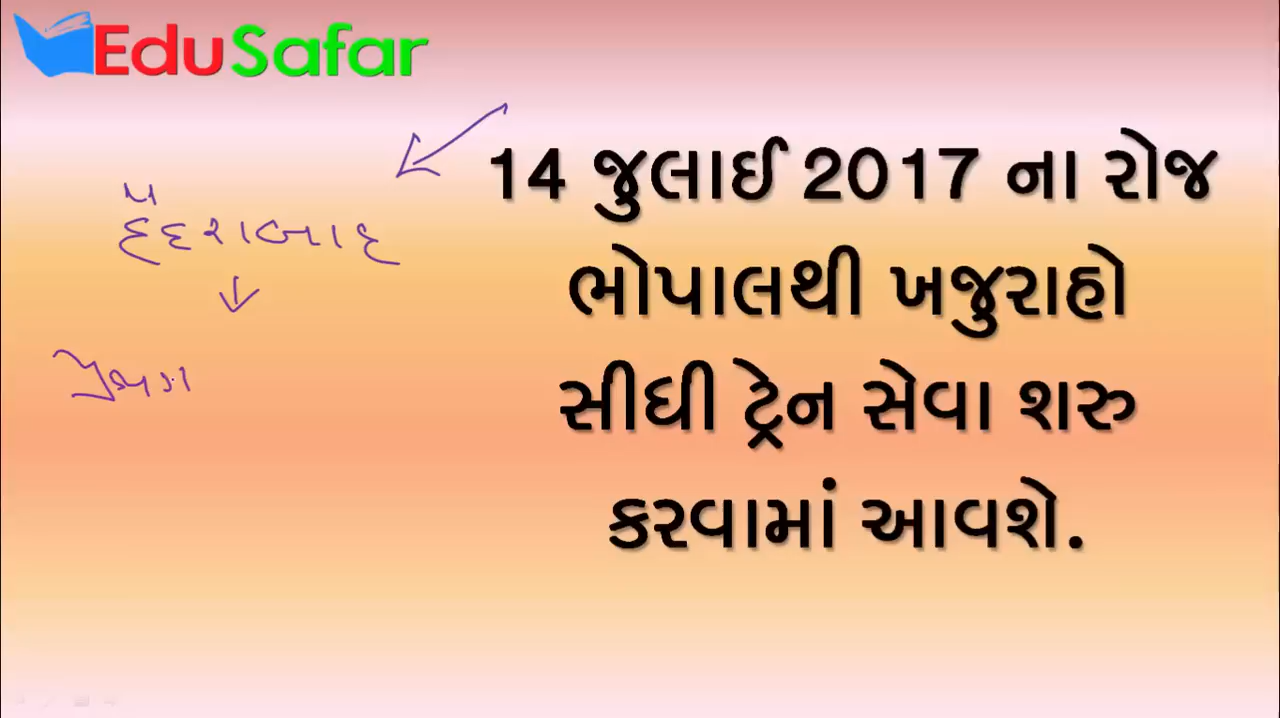 EduSafar
14 જુલાઈ 2017 ના રોજ
ભોપાલથી ખજુરાહો
સીધી ટ્રેન સેવા શરુ
કરવામાં આવશે.
હૈદરાબાદ